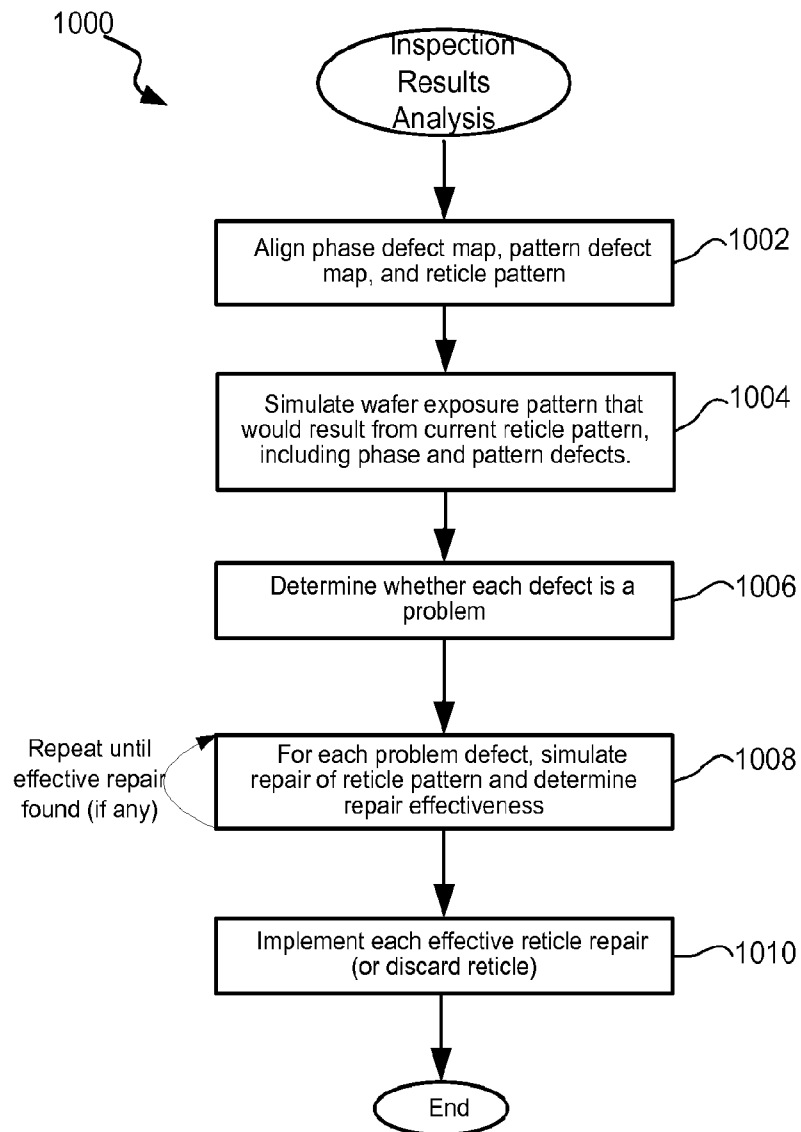 1000
Inspection
Results
Analysis
Align phase defect map, pattern defect
map, and reticle pattern
1002
Simulate wafer exposure pattern that
would result from current reticle pattern,
including phase and pattern defects.
1004
Determine whether each defect is a
problem
1006
Repeat until
effective repair
found (if any)
For each problem defect, simulate
repair of reticle pattern and determine
repair effectiveness
1008
Implement each effective reticle repair
(or discard reticle)
1010
End